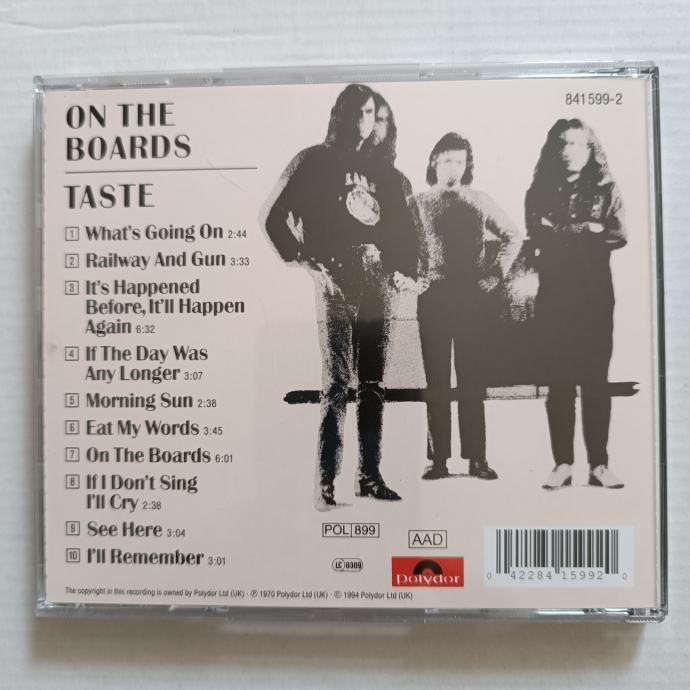 ON THE
BOARDS
841 599-2
TASTE
1 What's Going On 2:44
2 Railway And Gun 3:33
3 It's Happened
Before, It'll Happen
Again 6:32
4 If The Day Was
Any Longer 3:07
5 Morning Sun 2:38
6 Eat My Words 3:45
7 On The Boards 6:01
8 If I Don't Sing
I'll Cry 2:38
9 See Here 3:04
10 I'll Remember 3:01
POL 899
AAD
LC 0309
Polydor
0 42284 15992 0
The copyright in this recording is owned by Polydor Ltd (UK) · ℗ 1970 Polydor Ltd (UK) · © 1994 Polydor Ltd (UK)